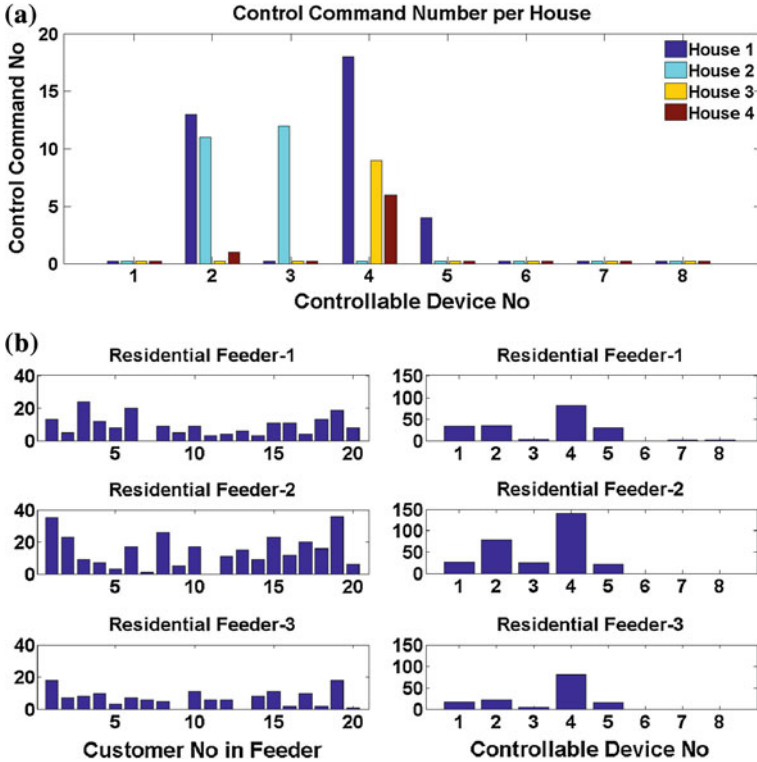 (a)
Control Command Number per House
Control Command No
20
15
10
5
0
House 1
House 2
House 3
House 4
1 2 3 4 5 6 7 8
Controllable Device No
(b)
Residential Feeder-1
40
20
0
5 10 15 20
Residential Feeder-1
150
100
50
0
1 2 3 4 5 6 7 8
Residential Feeder-2
40
20
0
5 10 15 20
Residential Feeder-2
150
100
50
0
1 2 3 4 5 6 7 8
Residential Feeder-3
40
20
0
5 10 15 20
Customer No in Feeder
Residential Feeder-3
150
100
50
0
1 2 3 4 5 6 7 8
Controllable Device No